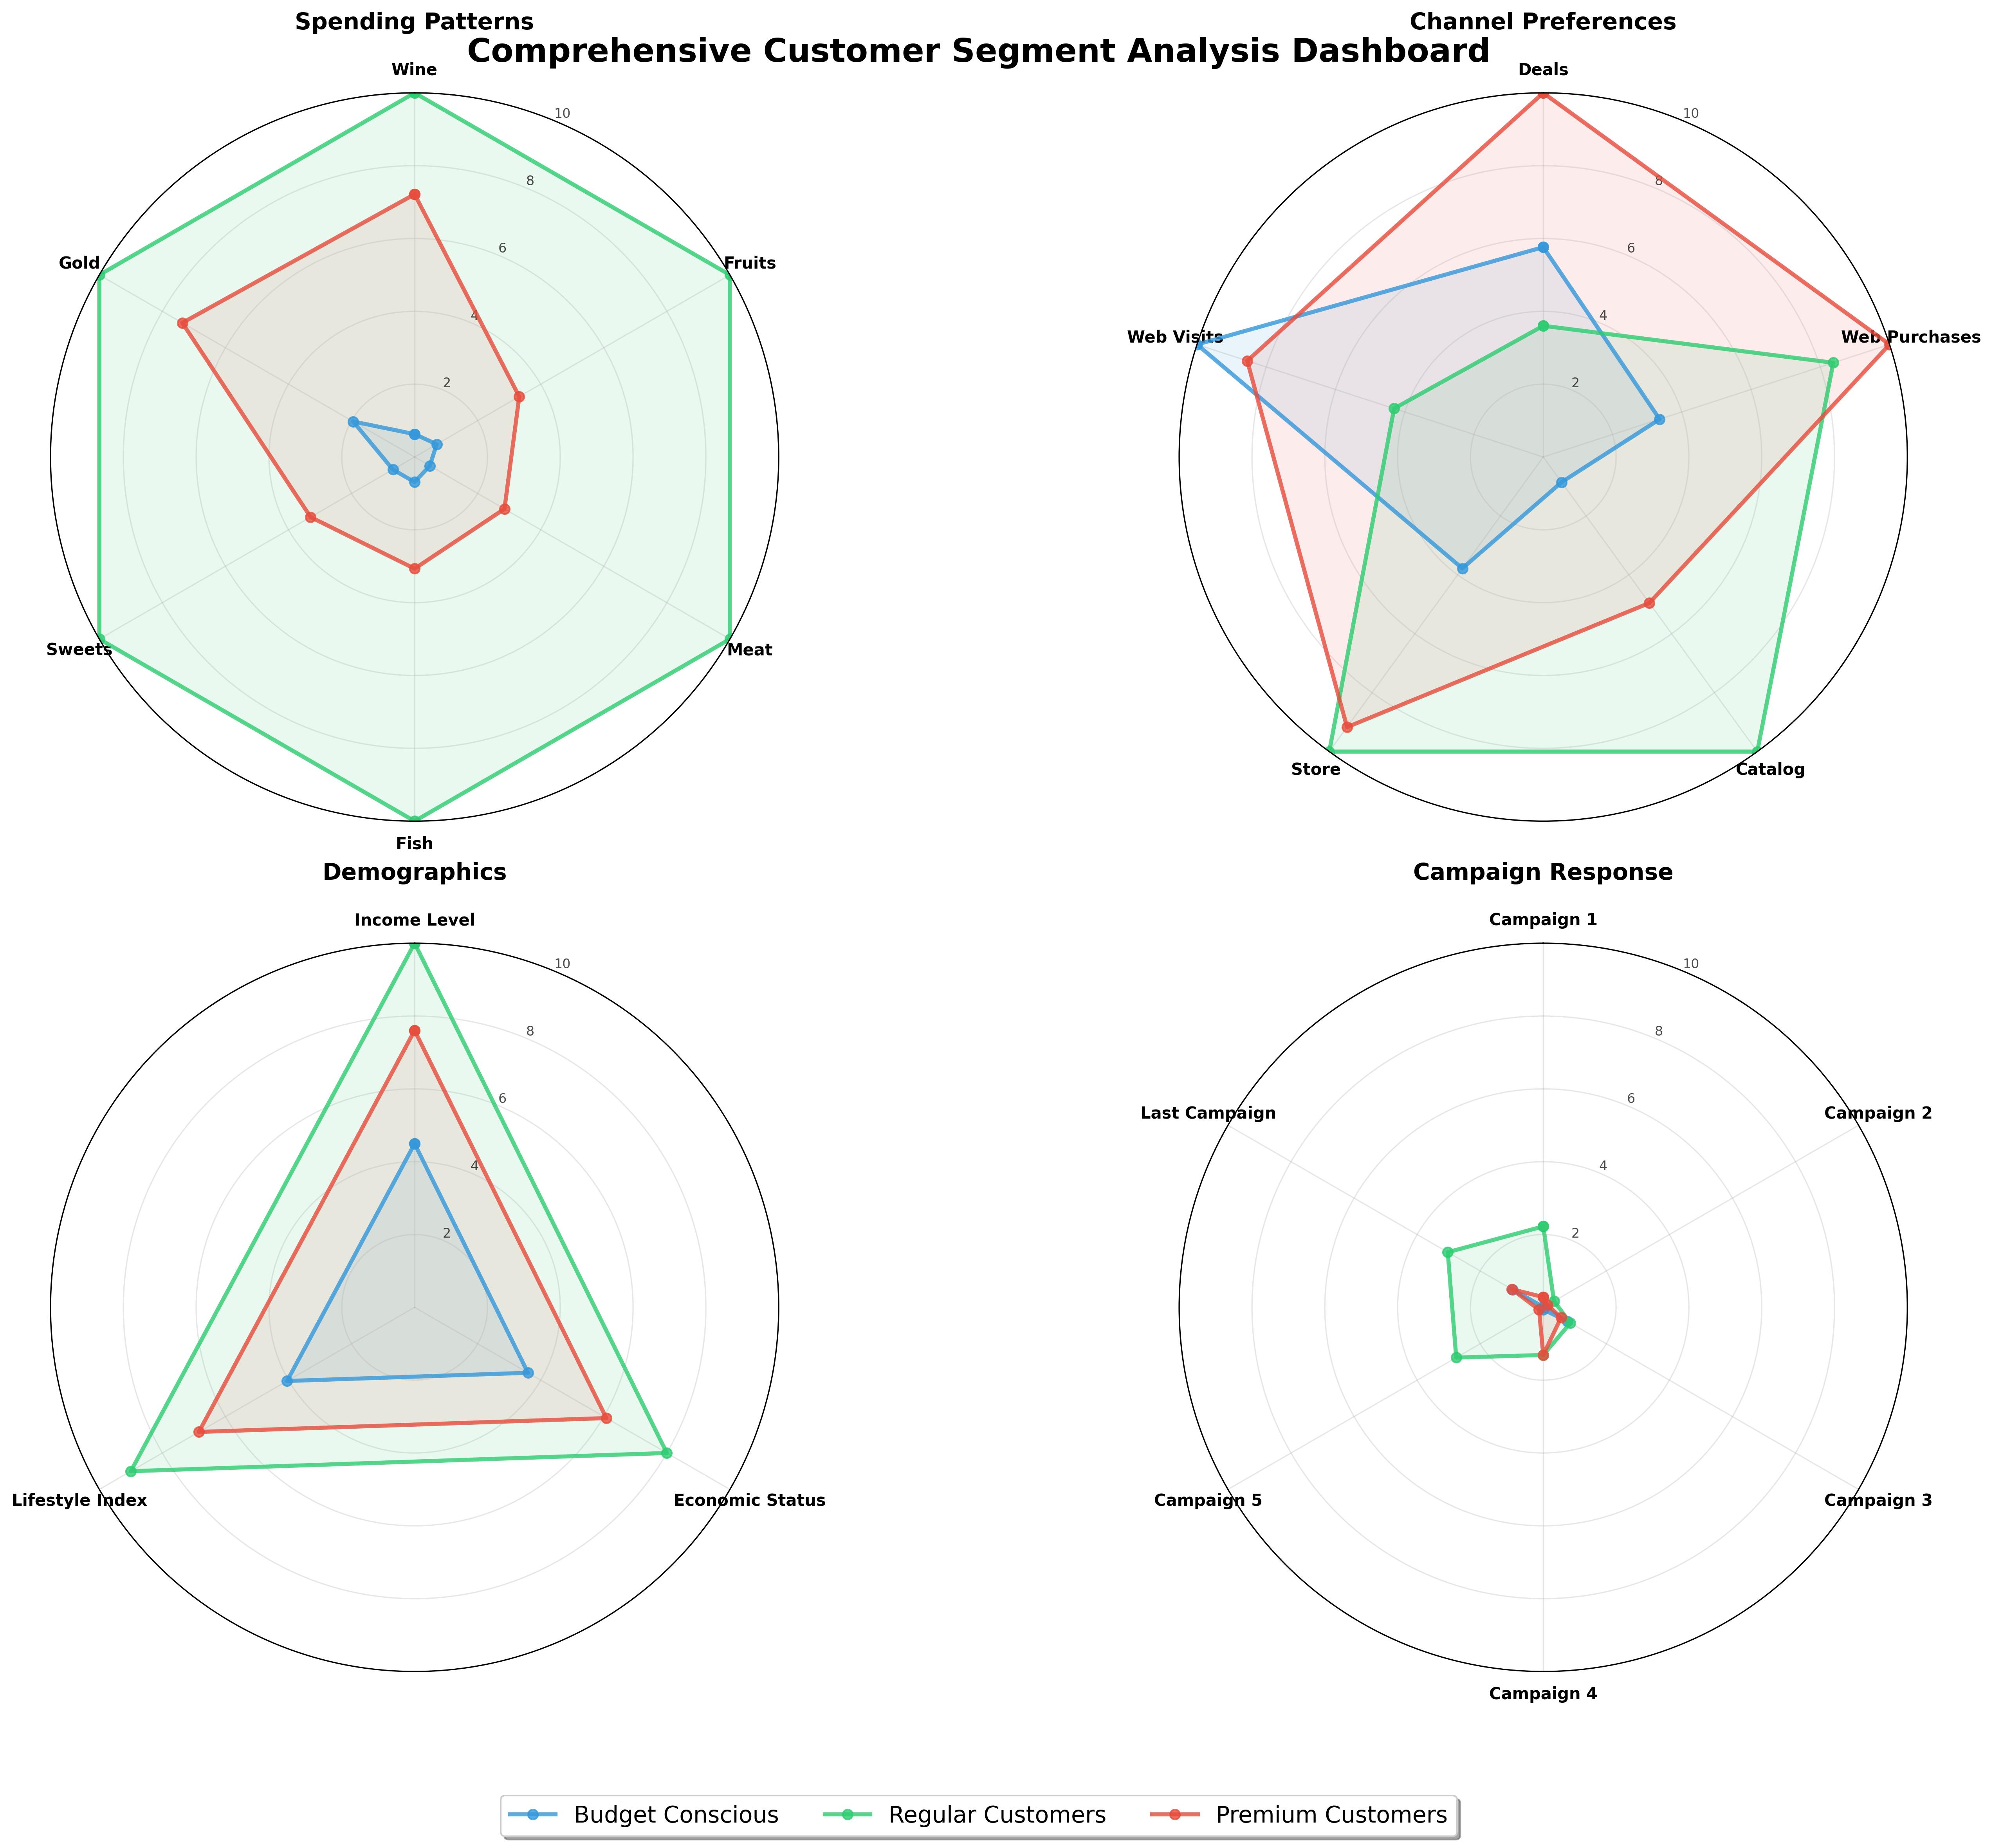 Spending Patterns
Channel Preferences
Comprehensive Customer Segment Analysis Dashboard
Wine
Fruits
Meat
Fish
Sweets
Gold
2
4
6
8
10
Deals
Web Purchases
Catalog
Store
Web Visits
2
4
6
8
10
Demographics
Income Level
Economic Status
Lifestyle Index
2
4
6
8
10
Campaign Response
Campaign 1
Campaign 2
Campaign 3
Campaign 4
Campaign 5
Last Campaign
2
4
6
8
10
Budget Conscious
Regular Customers
Premium Customers